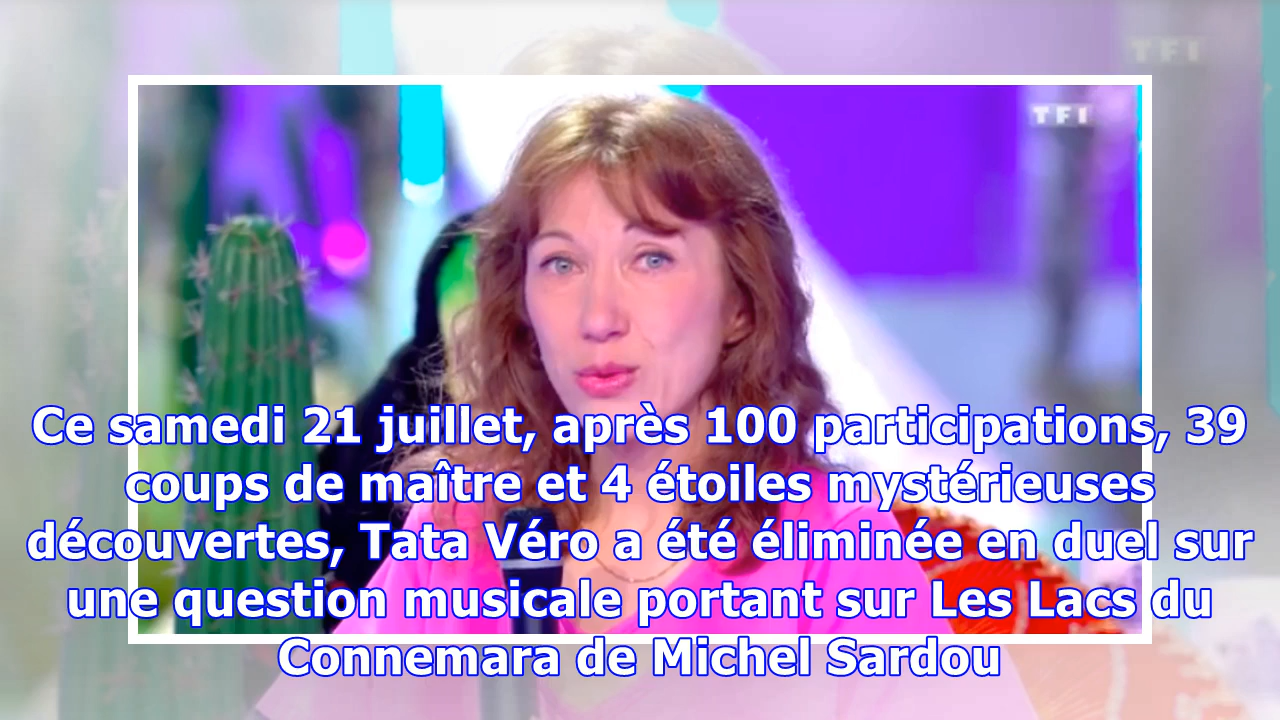 TF1
TF1
Ce samedi 21 juillet, après 100 participations, 39
coups de maître et 4 étoiles mystérieuses
découvertes, Tata Véro a été éliminée en duel sur
une question musicale portant sur Les Lacs du
Connemara de Michel Sardou